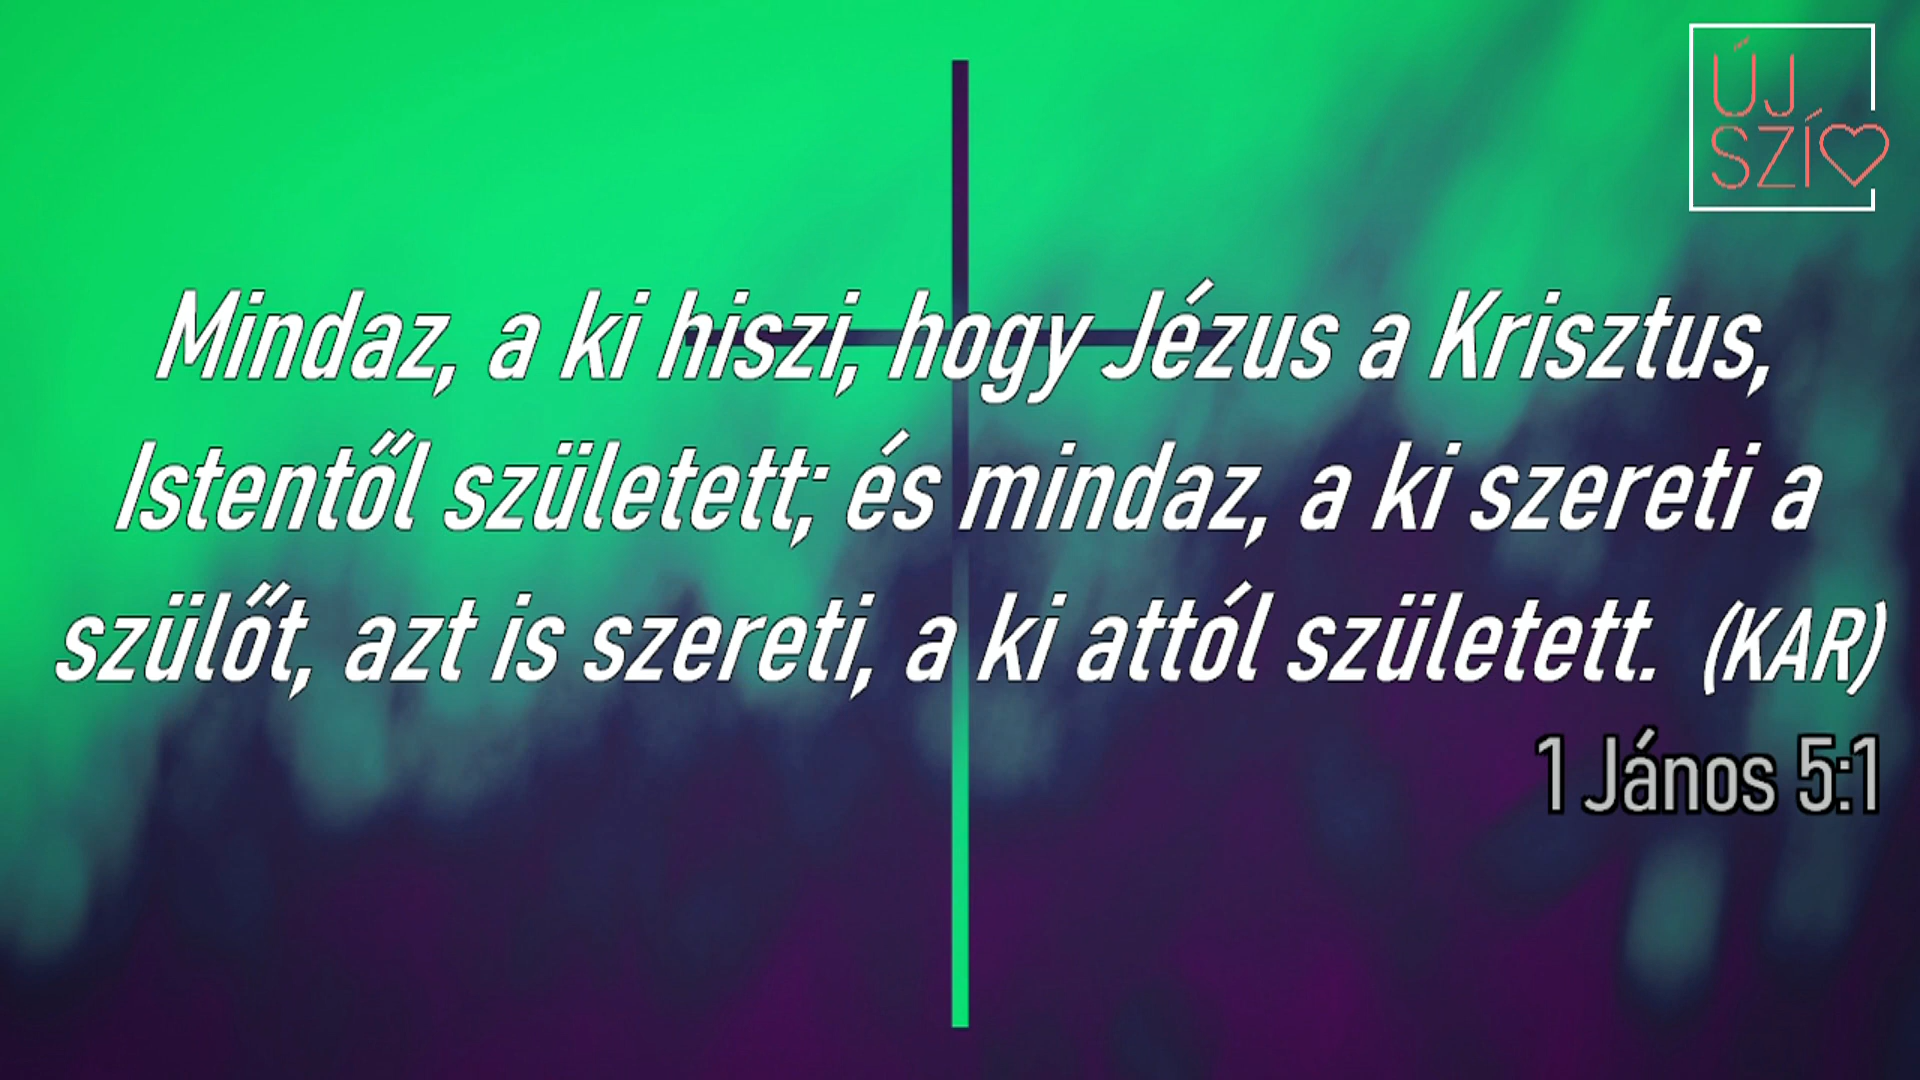 ÚJ
SZÍ
Mindaz, a ki hiszi, hogy Jézus a Krisztus,
Istentől született; és mindaz, a ki szereti a
szülőt, azt is szereti, a ki attól született. (KAR)
1 János 5:1